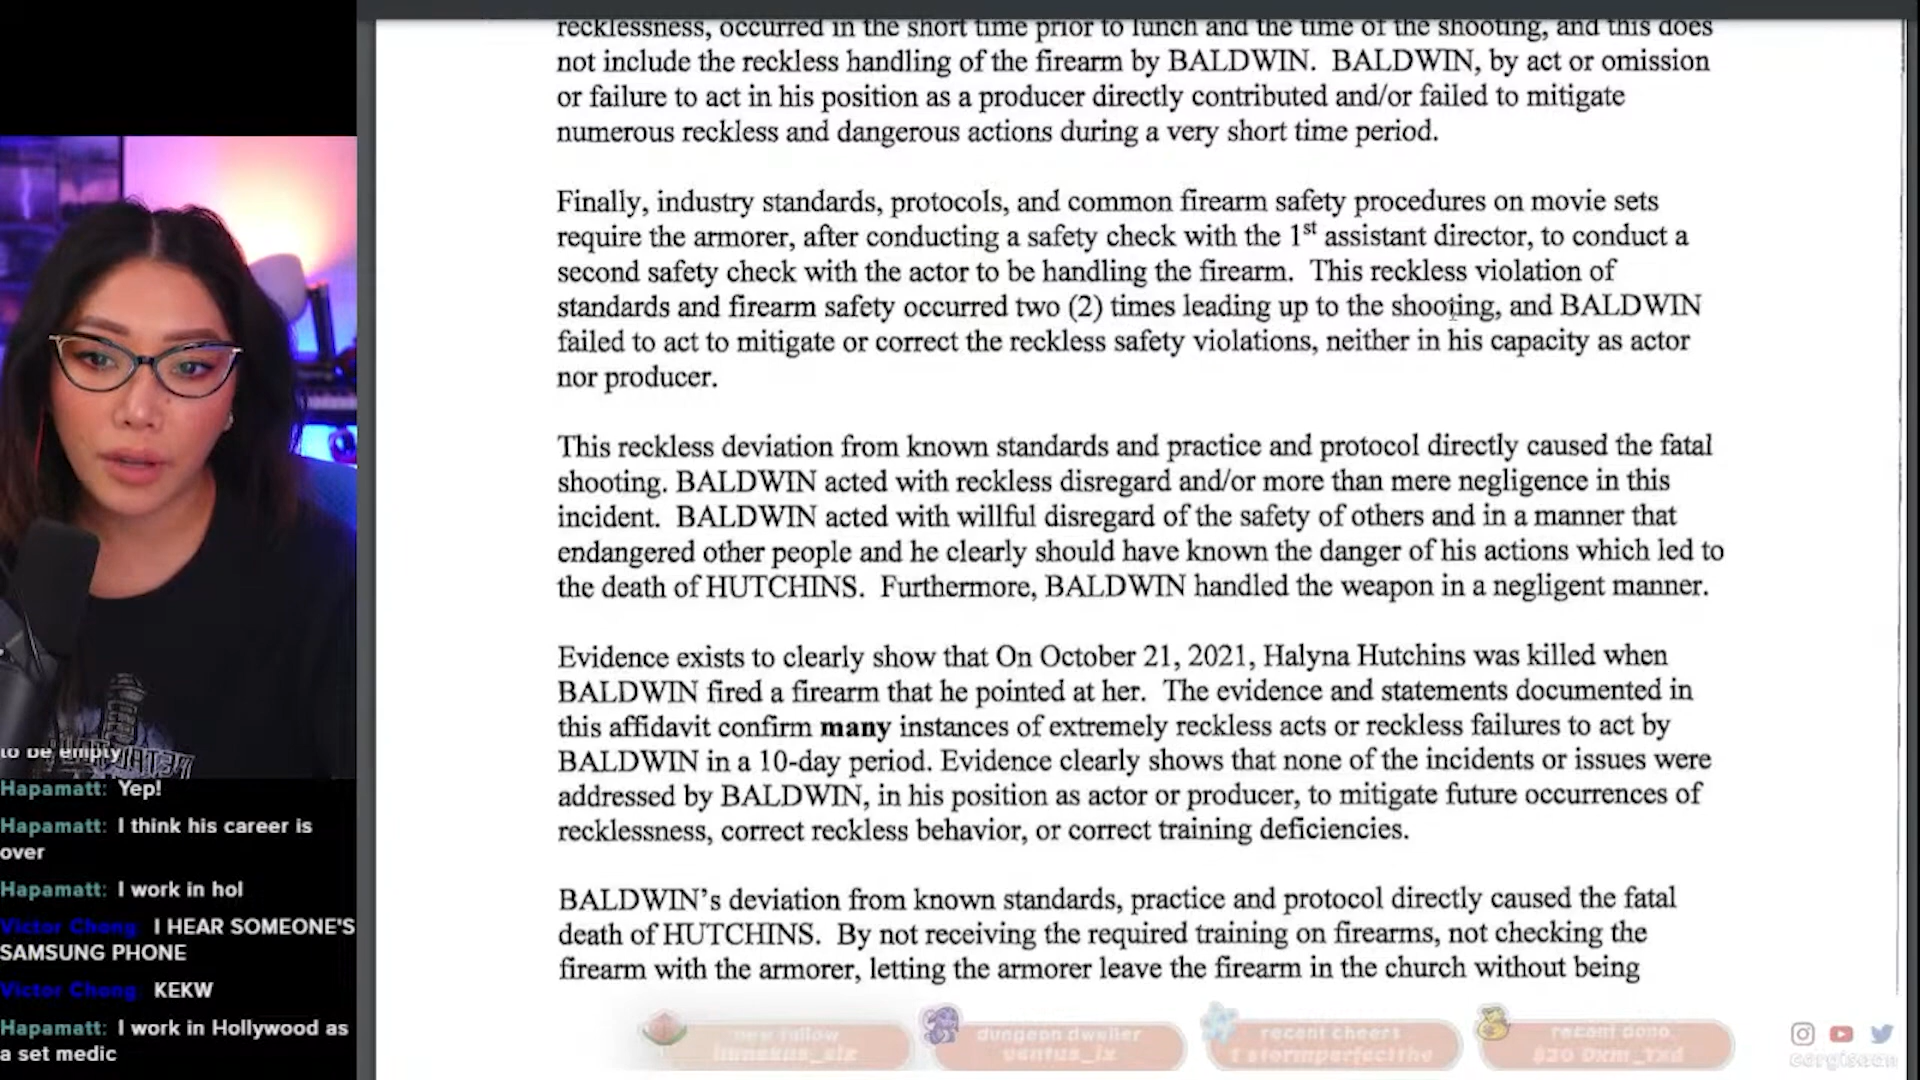 recklessness, occurred in the short time prior to lunch and the time of the shooting, and this does
not include the reckless handling of the firearm by BALDWIN.  BALDWIN, by act or omission
or failure to act in his position as a producer directly contributed and/or failed to mitigate
numerous reckless and dangerous actions during a very short time period.
Finally, industry standards, protocols, and common firearm safety procedures on movie sets
require the armorer, after conducting a safety check with the 1st assistant director, to conduct a
second safety check with the actor to be handling the firearm.  This reckless violation of
standards and firearm safety occurred two (2) times leading up to the shooting, and BALDWIN
failed to act to mitigate or correct the reckless safety violations, neither in his capacity as actor
nor producer.
This reckless deviation from known standards and practice and protocol directly caused the fatal
shooting. BALDWIN acted with reckless disregard and/or more than mere negligence in this
incident.  BALDWIN acted with willful disregard of the safety of others and in a manner that
endangered other people and he clearly should have known the danger of his actions which led to
the death of HUTCHINS.  Furthermore, BALDWIN handled the weapon in a negligent manner.
Evidence exists to clearly show that On October 21, 2021, Halyna Hutchins was killed when
BALDWIN fired a firearm that he pointed at her.  The evidence and statements documented in
this affidavit confirm many instances of extremely reckless acts or reckless failures to act by
BALDWIN in a 10-day period. Evidence clearly shows that none of the incidents or issues were
addressed by BALDWIN, in his position as actor or producer, to mitigate future occurrences of
recklessness, correct reckless behavior, or correct training deficiencies.
BALDWIN's deviation from known standards, practice and protocol directly caused the fatal
death of HUTCHINS.  By not receiving the required training on firearms, not checking the
firearm with the armorer, letting the armorer leave the firearm in the church without being
to be empty
Hapamatt: Yep!
Hapamatt: I think his career is
over
Hapamatt: I work in hol
Victor Chong: I HEAR SOMEONE'S
SAMSUNG PHONE
Victor Chong: KEKW
Hapamatt: I work in Hollywood as
a set medic
new follow
dungeon dweller
ventus_ix
recent cheers
recent dono